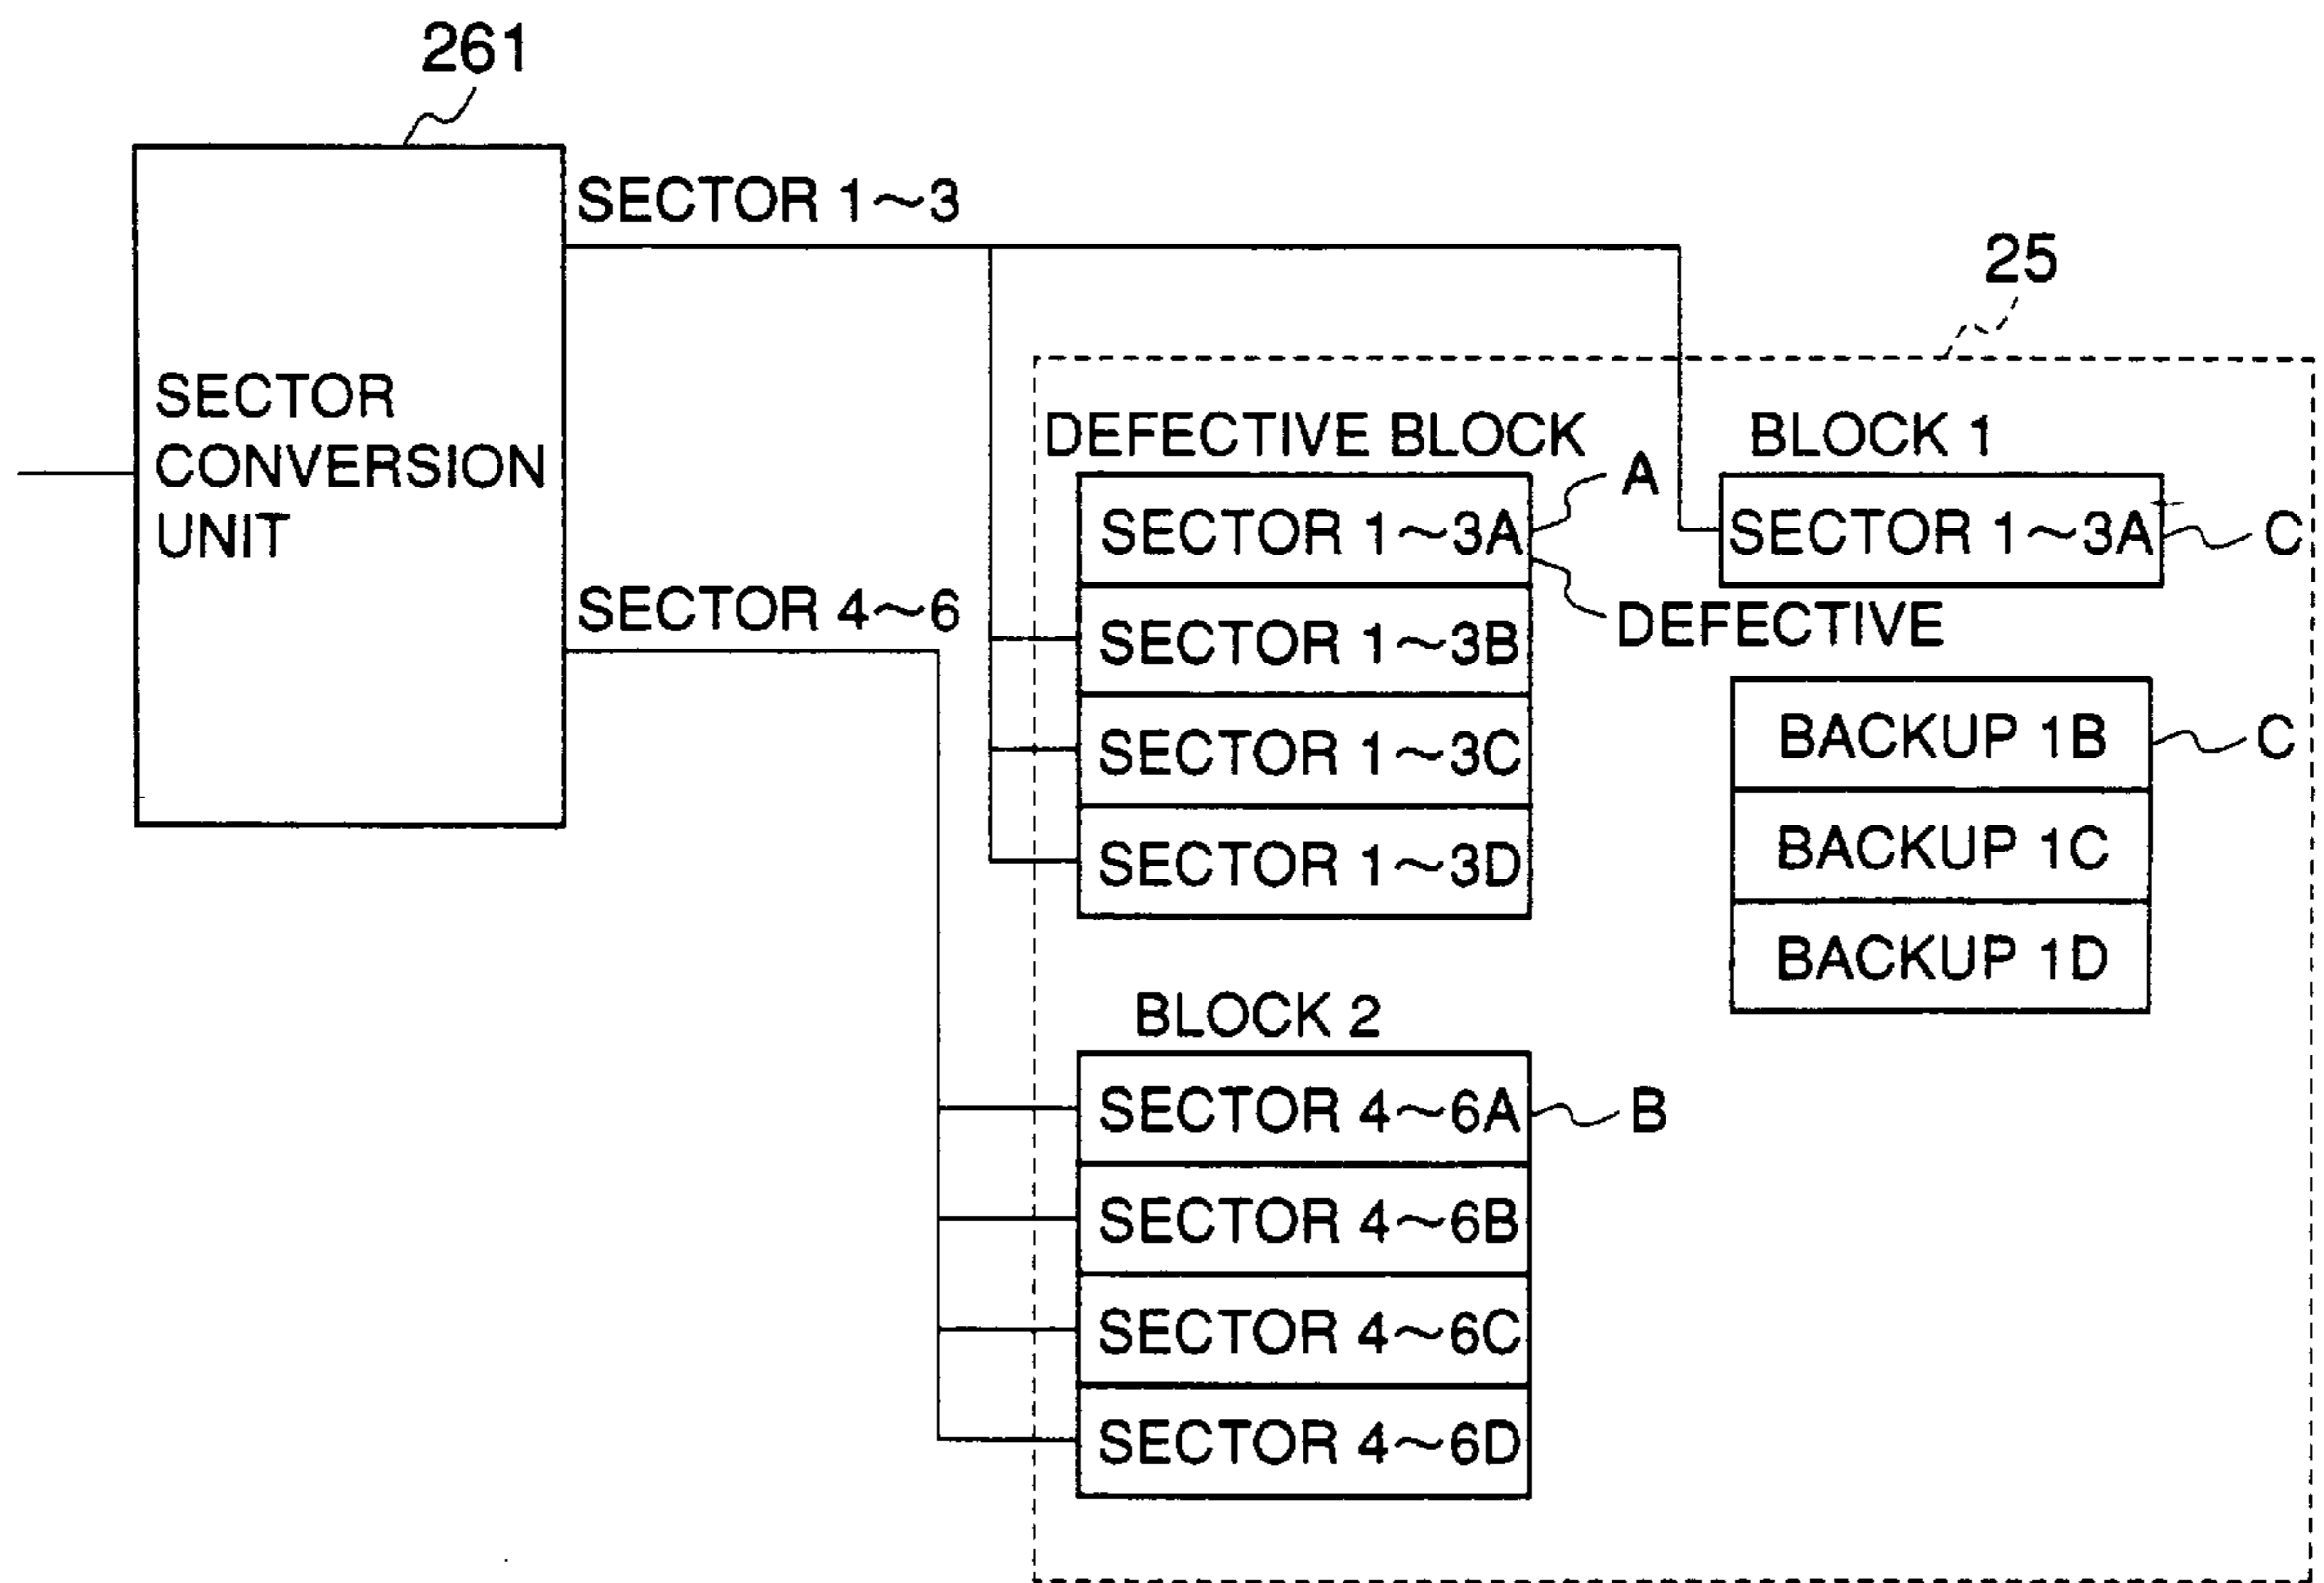 261
SECTOR CONVERSION UNIT
SECTOR 1~3
SECTOR 4~6
25
DEFECTIVE BLOCK
SECTOR 1~3A
A
DEFECTIVE
SECTOR 1~3B
SECTOR 1~3C
SECTOR 1~3D
BLOCK 1
SECTOR 1~3A
C
BACKUP 1B
C
BACKUP 1C
BACKUP 1D
BLOCK 2
SECTOR 4~6A
B
SECTOR 4~6B
SECTOR 4~6C
SECTOR 4~6D